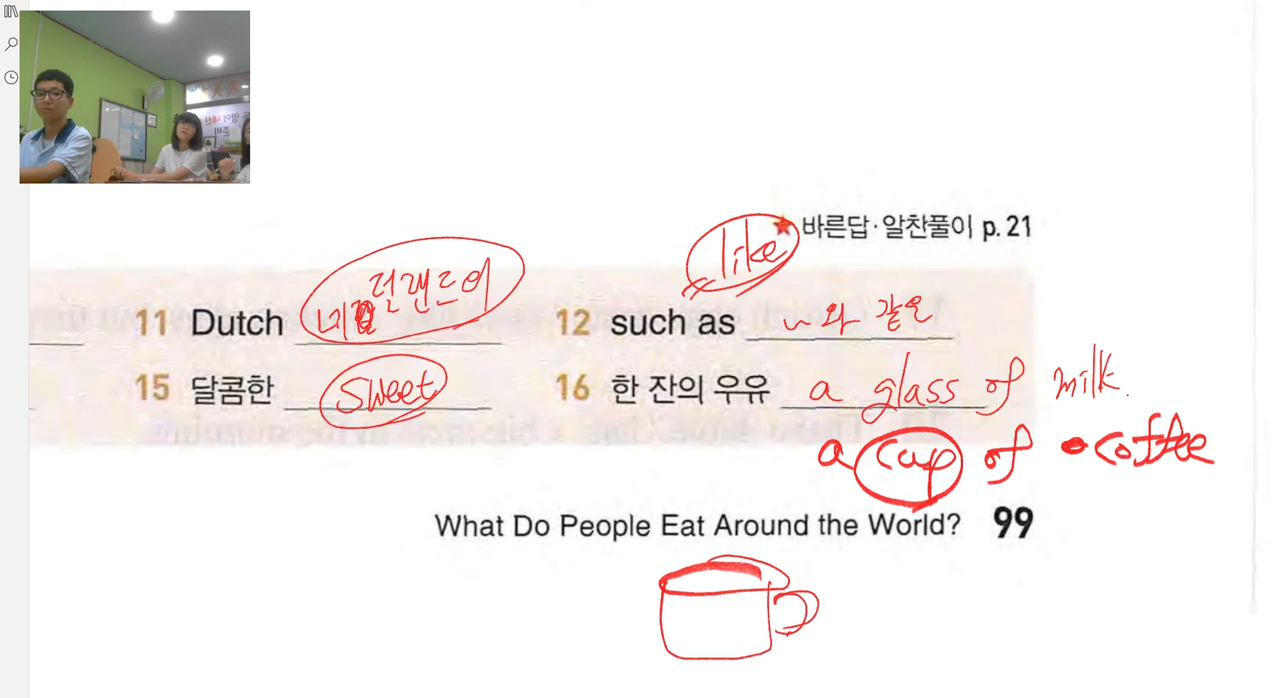 ★ 바른답·알찬풀이 p. 21
like
11 Dutch 네덜란드의 12 such as ~와 같은
15 달콤한 sweet 16 한 잔의 우유 a glass of milk.
a cup of coffee
What Do People Eat Around the World? 99